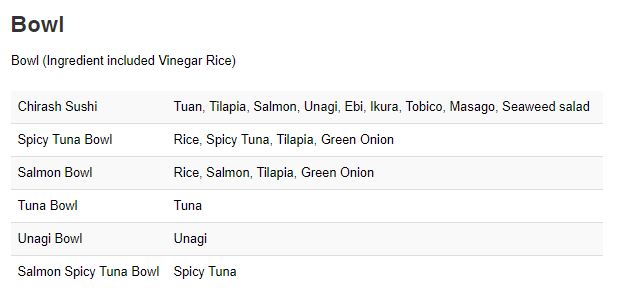 Bowl
Bowl (Ingredient included Vinegar Rice)
Chirash Sushi Tuan, Tilapia, Salmon, Unagi, Ebi, Ikura, Tobico, Masago, Seaweed salad
Spicy Tuna Bowl Rice, Spicy Tuna, Tilapia, Green Onion
Salmon Bowl Rice, Salmon, Tilapia, Green Onion
Tuna Bowl Tuna
Unagi Bowl Unagi
Salmon Spicy Tuna Bowl Spicy Tuna